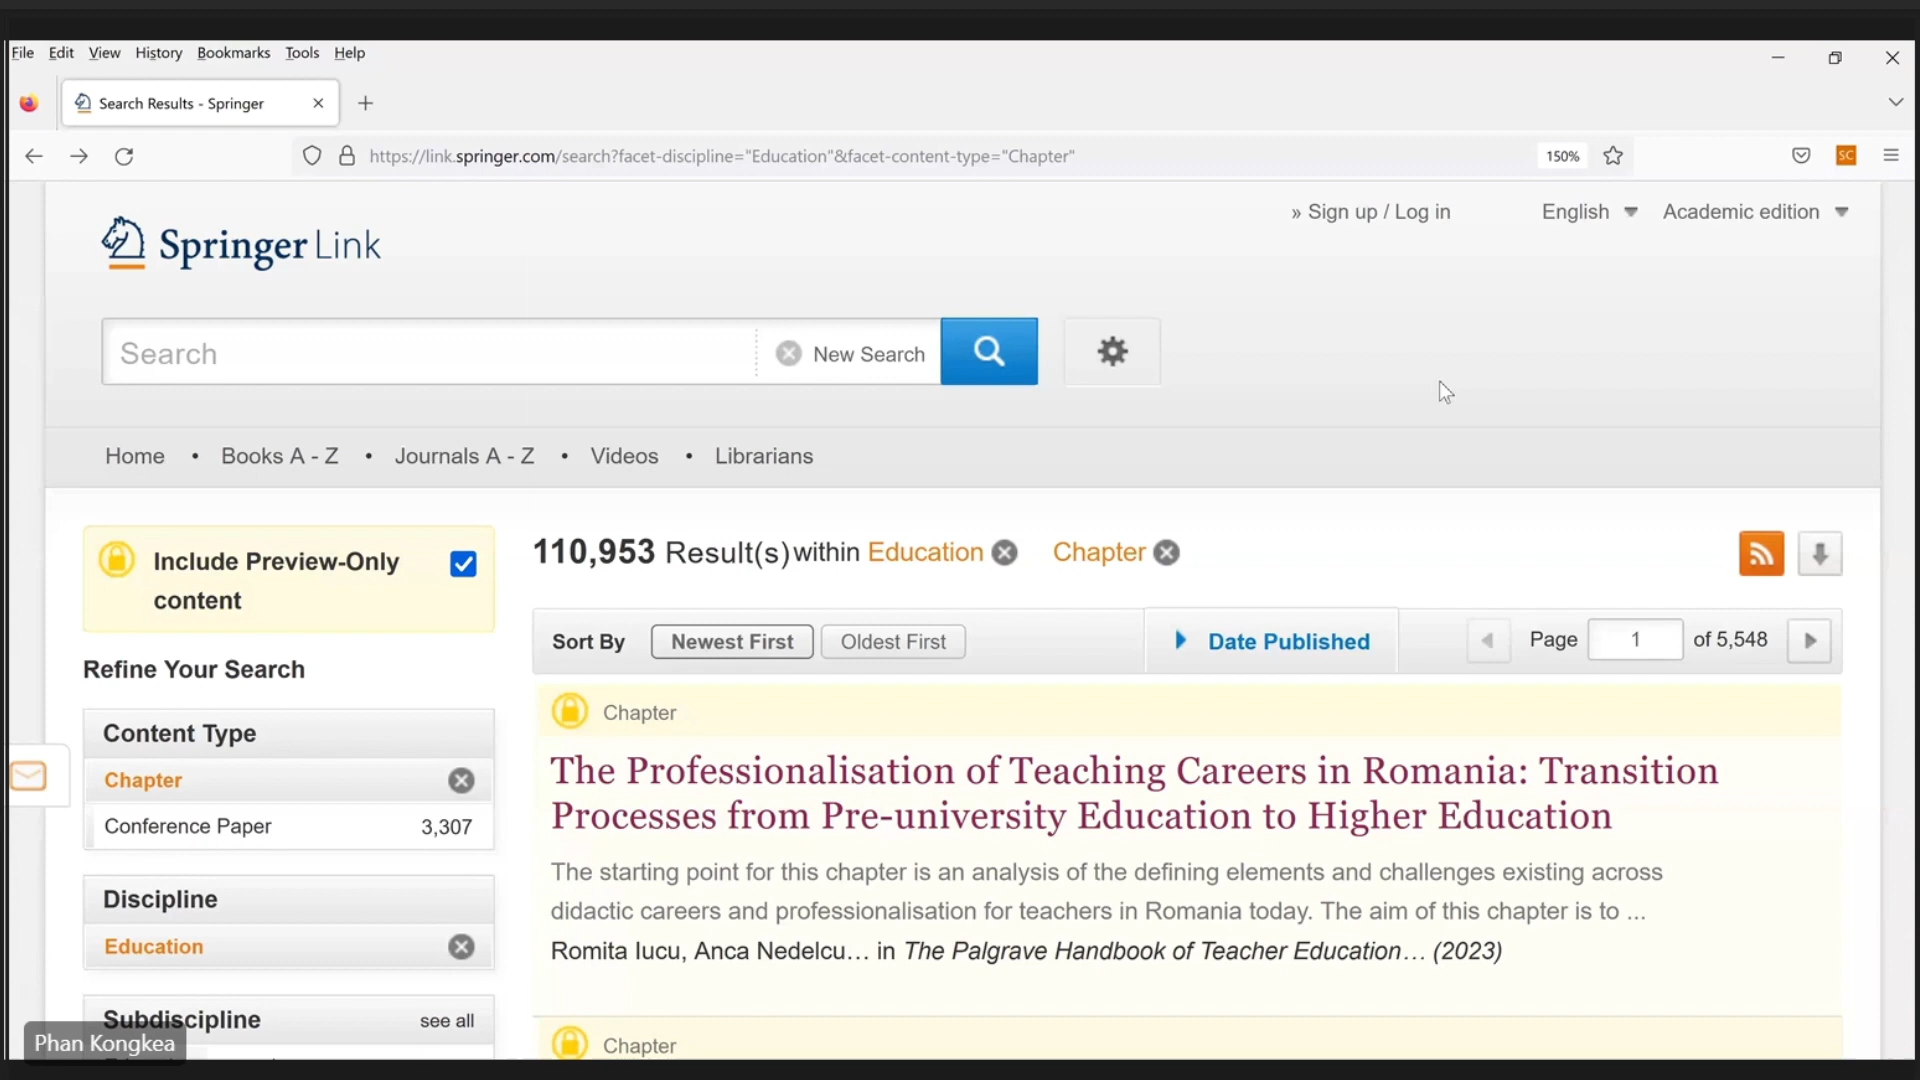 File Edit View History Bookmarks Tools Help
Search Results - Springer
https://link.springer.com/search?facet-discipline="Education"&facet-content-type="Chapter"
150%
SC
» Sign up / Log in
English
Academic edition
Springer Link
Search
New Search
Home • Books A - Z • Journals A - Z • Videos • Librarians
Include Preview-Only
content
Refine Your Search
Content Type
Chapter
Conference Paper 3,307
Discipline
Education
Subdiscipline see all
110,953 Result(s) within Education Chapter
Sort By Newest First Oldest First Date Published Page 1 of 5,548
Chapter
The Professionalisation of Teaching Careers in Romania: Transition
Processes from Pre-university Education to Higher Education
The starting point for this chapter is an analysis of the defining elements and challenges existing across
didactic careers and professionalisation for teachers in Romania today. The aim of this chapter is to ...
Romita Iucu, Anca Nedelcu... in The Palgrave Handbook of Teacher Education... (2023)
Chapter
Phan Kongkea